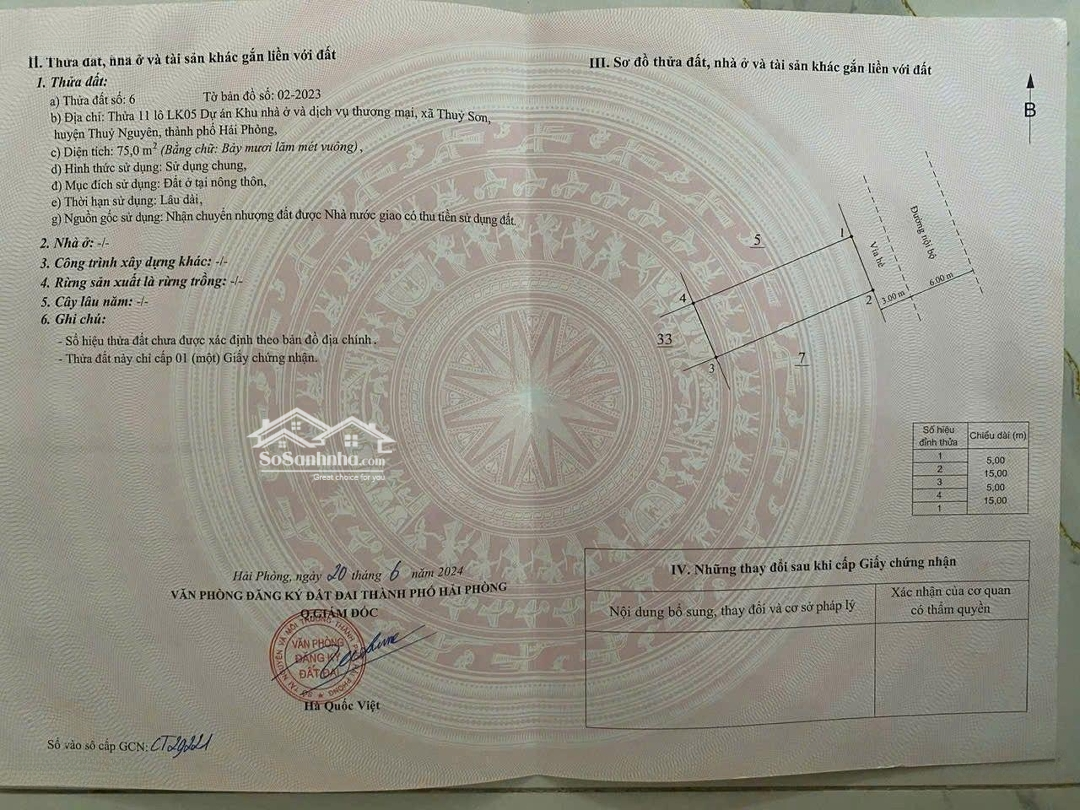 II. Thửa đất, nhà ở và tài sản khác gắn liền với đất
1. Thửa đất:
a) Thửa đất số: 6 Tờ bản đồ số: 02-2023
b) Địa chỉ: Thửa 11 lô LK05 Dự án Khu nhà ở và dịch vụ thương mại, xã Thuỷ Sơn,
huyện Thuỷ Nguyên, thành phố Hải Phòng,
c) Diện tích: 75,0 m² (Bằng chữ: Bảy mươi lăm mét vuông),
d) Hình thức sử dụng: Sử dụng chung,
đ) Mục đích sử dụng: Đất ở tại nông thôn,
e) Thời hạn sử dụng: Lâu dài,
g) Nguồn gốc sử dụng: Nhận chuyển nhượng đất được Nhà nước giao có thu tiền sử dụng đất.
2. Nhà ở: -/-
3. Công trình xây dựng khác: -/-
4. Rừng sản xuất là rừng trồng: -/-
5. Cây lâu năm: -/-
6. Ghi chú:
- Số hiệu thửa đất chưa được xác định theo bản đồ địa chính.
- Thửa đất này chỉ cấp 01 (một) Giấy chứng nhận.
SoSanhnha.com
Great choice for you
Hải Phòng, ngày 20 tháng 6 năm 2024
VĂN PHÒNG ĐĂNG KÝ ĐẤT ĐAI THÀNH PHỐ HẢI PHÒNG
Q.GIÁM ĐỐC
VĂN PHÒNG
ĐĂNG KÝ
ĐẤT ĐAI
Hà Quốc Việt
Số vào sổ cấp GCN: CT29221
III. Sơ đồ thửa đất, nhà ở và tài sản khác gắn liền với đất
B
Đường nội bộ
Vỉa hè
5
1
6.00 m
3.00 m
2
4
33
3
7
Số hiệu đỉnh thửa
Chiều dài (m)
1
5,00
2
15,00
3
5,00
4
15,00
1
IV. Những thay đổi sau khi cấp Giấy chứng nhận
Nội dung bổ sung, thay đổi và cơ sở pháp lý
Xác nhận của cơ quan
có thẩm quyền